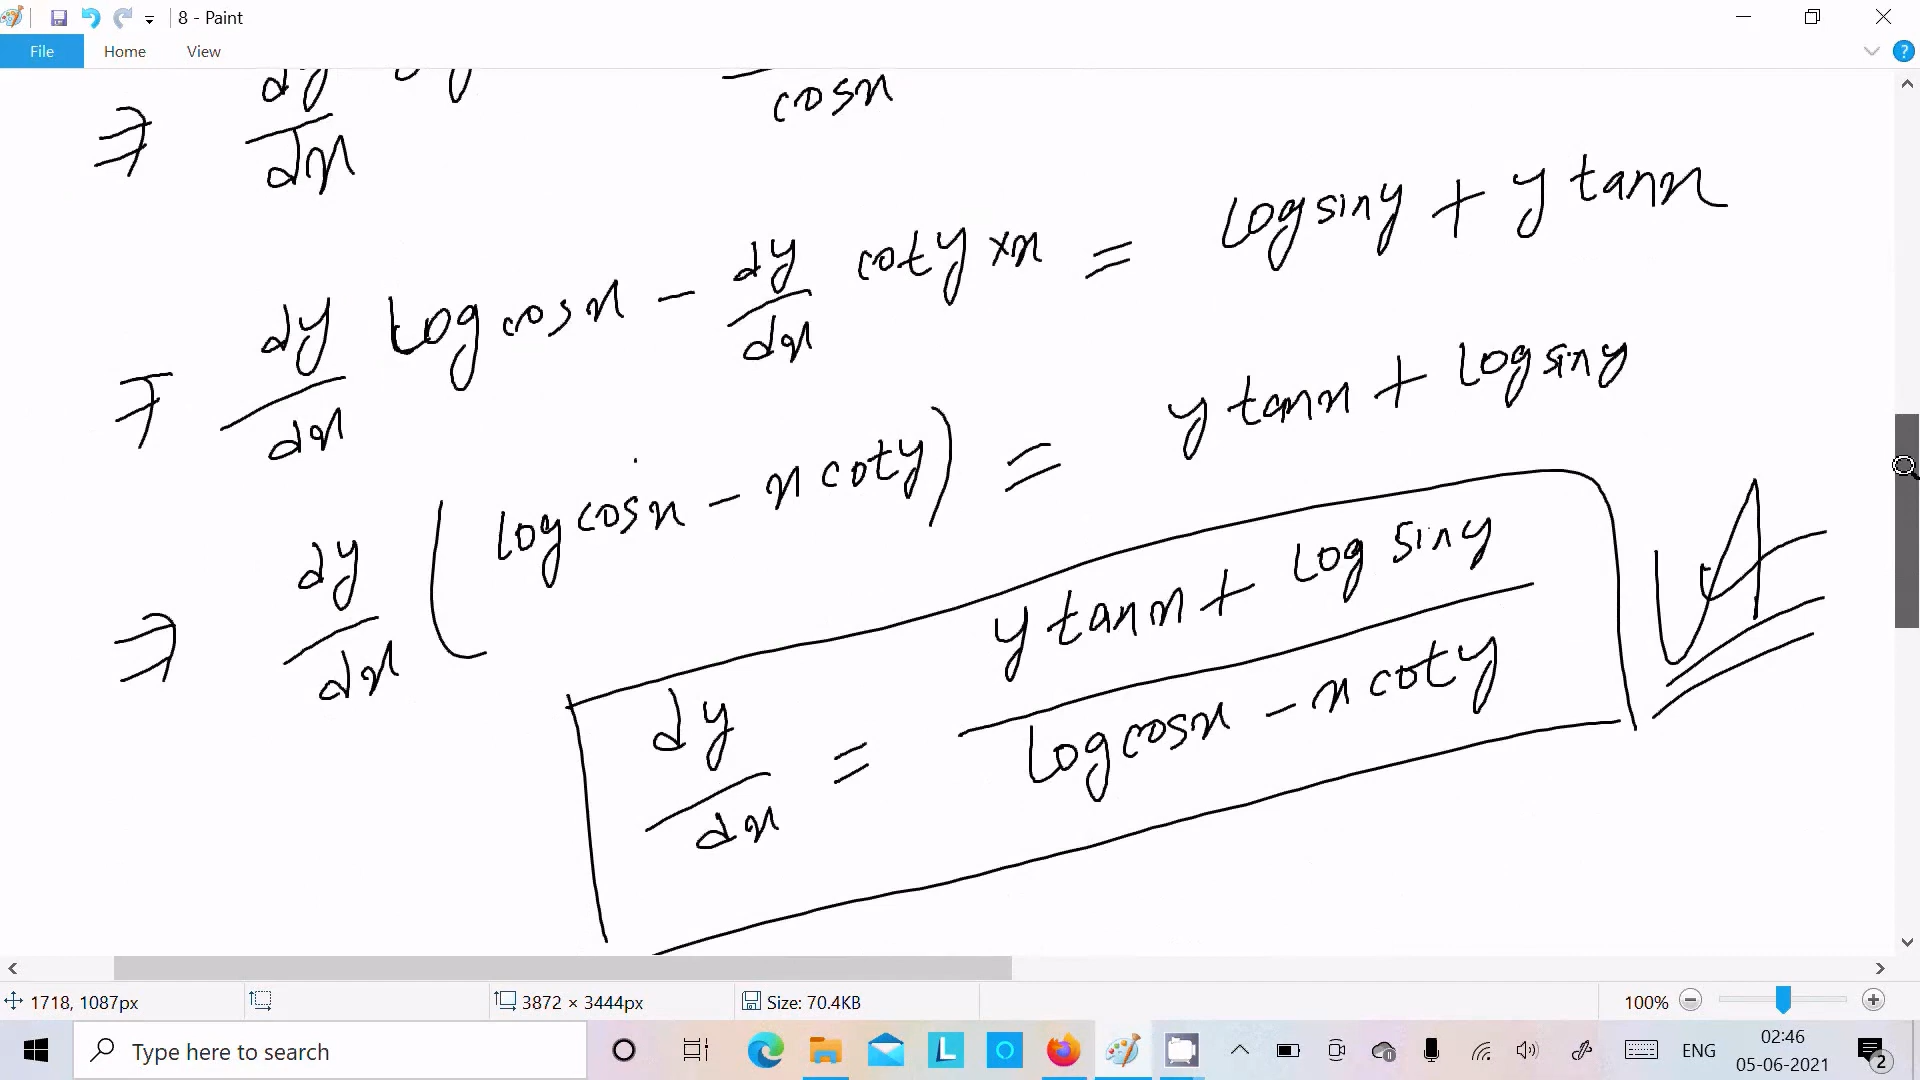 8 - Paint
File Home View
cosx
⇒ dy/dx
⇒ dy/dx log cosx - dy/dx coty × x = log siny + y tanx
⇒ dy/dx (log cosx - x coty) = y tanx + log siny
dy/dx = (y tanx + log siny)/(log cosx - x coty)
1718, 1087px 3872 × 3444px Size: 70.4KB 100%
Type here to search ENG 02:46
05-06-2021 2